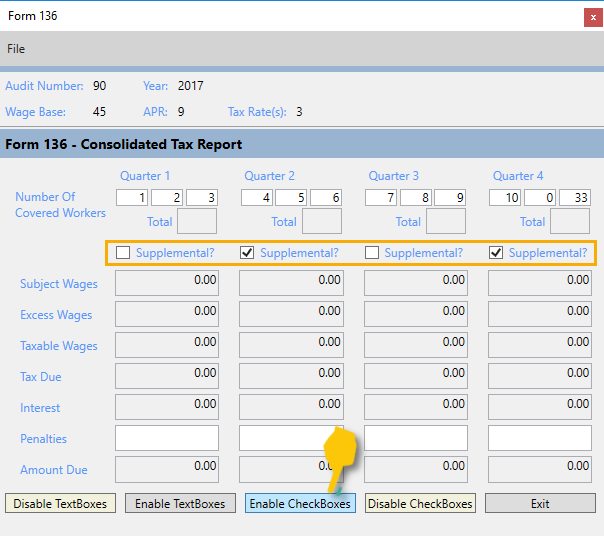 Form 136
x
File
Audit Number: 90 Year: 2017
Wage Base: 45 APR: 9 Tax Rate(s): 3
Form 136 - Consolidated Tax Report
Quarter 1 Quarter 2 Quarter 3 Quarter 4
Number Of
Covered Workers
1 2 3 4 5 6 7 8 9 10 0 33
Total Total Total Total
Supplemental? Supplemental? Supplemental? Supplemental?
Subject Wages 0.00 0.00 0.00 0.00
Excess Wages 0.00 0.00 0.00 0.00
Taxable Wages 0.00 0.00 0.00 0.00
Tax Due 0.00 0.00 0.00 0.00
Interest 0.00 0.00 0.00 0.00
Penalties
Amount Due 0.00 0.00 0.00 0.00
Disable TextBoxes Enable TextBoxes Enable CheckBoxes Disable CheckBoxes Exit